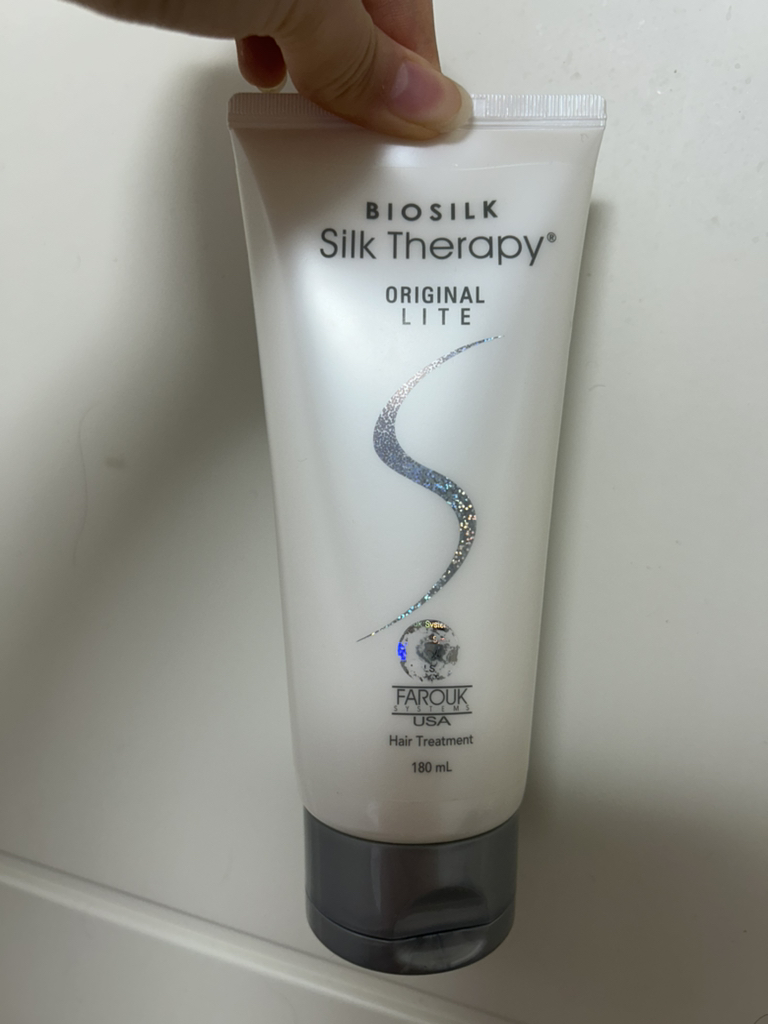 BIOSILK
Silk Therapy®
ORIGINAL
LITE
FAROUK
SYSTEMS
USA
Hair Treatment
180 mL